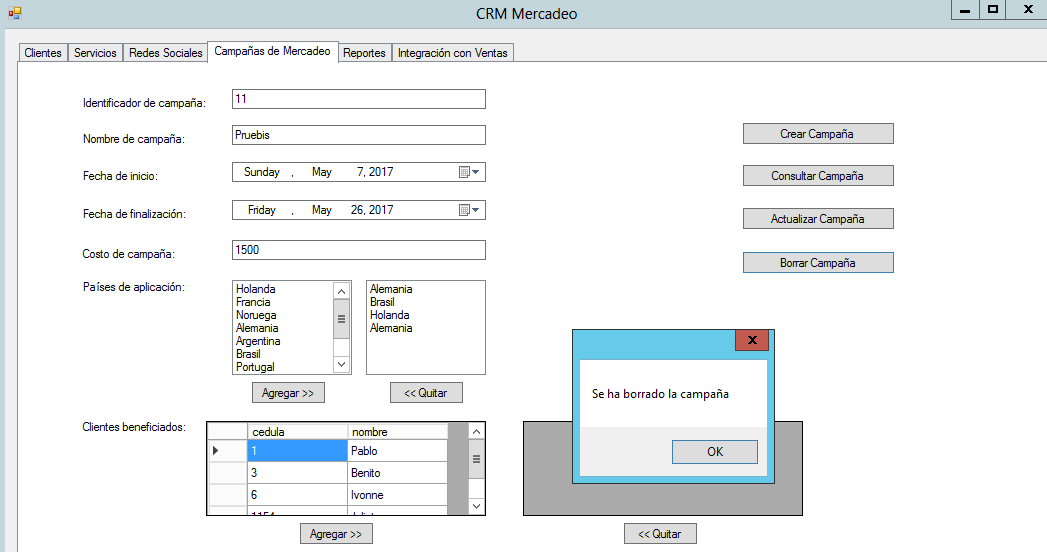 CRM Mercadeo
Clientes Servicios Redes Sociales Campañas de Mercadeo Reportes Integración con Ventas
Identificador de campaña: 11
Nombre de campaña: Pruebis
Crear Campaña
Fecha de inicio: Sunday , May 7, 2017
Consultar Campaña
Fecha de finalización: Friday , May 26, 2017
Actualizar Campaña
Costo de campaña: 1500
Borrar Campaña
Países de aplicación:
Holanda
Francia
Noruega
Alemania
Argentina
Brasil
Portugal
Alemania
Brasil
Holanda
Alemania
Agregar >> << Quitar
Se ha borrado la campaña
OK
Clientes beneficiados:
cedula nombre
1 Pablo
3 Benito
6 Ivonne
Agregar >> << Quitar